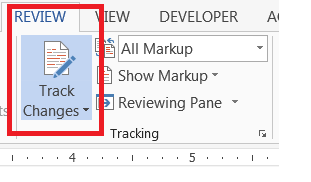 REVIEW VIEW DEVELOPER
Track Changes
All Markup
Show Markup
Reviewing Pane
Tracking
4 5